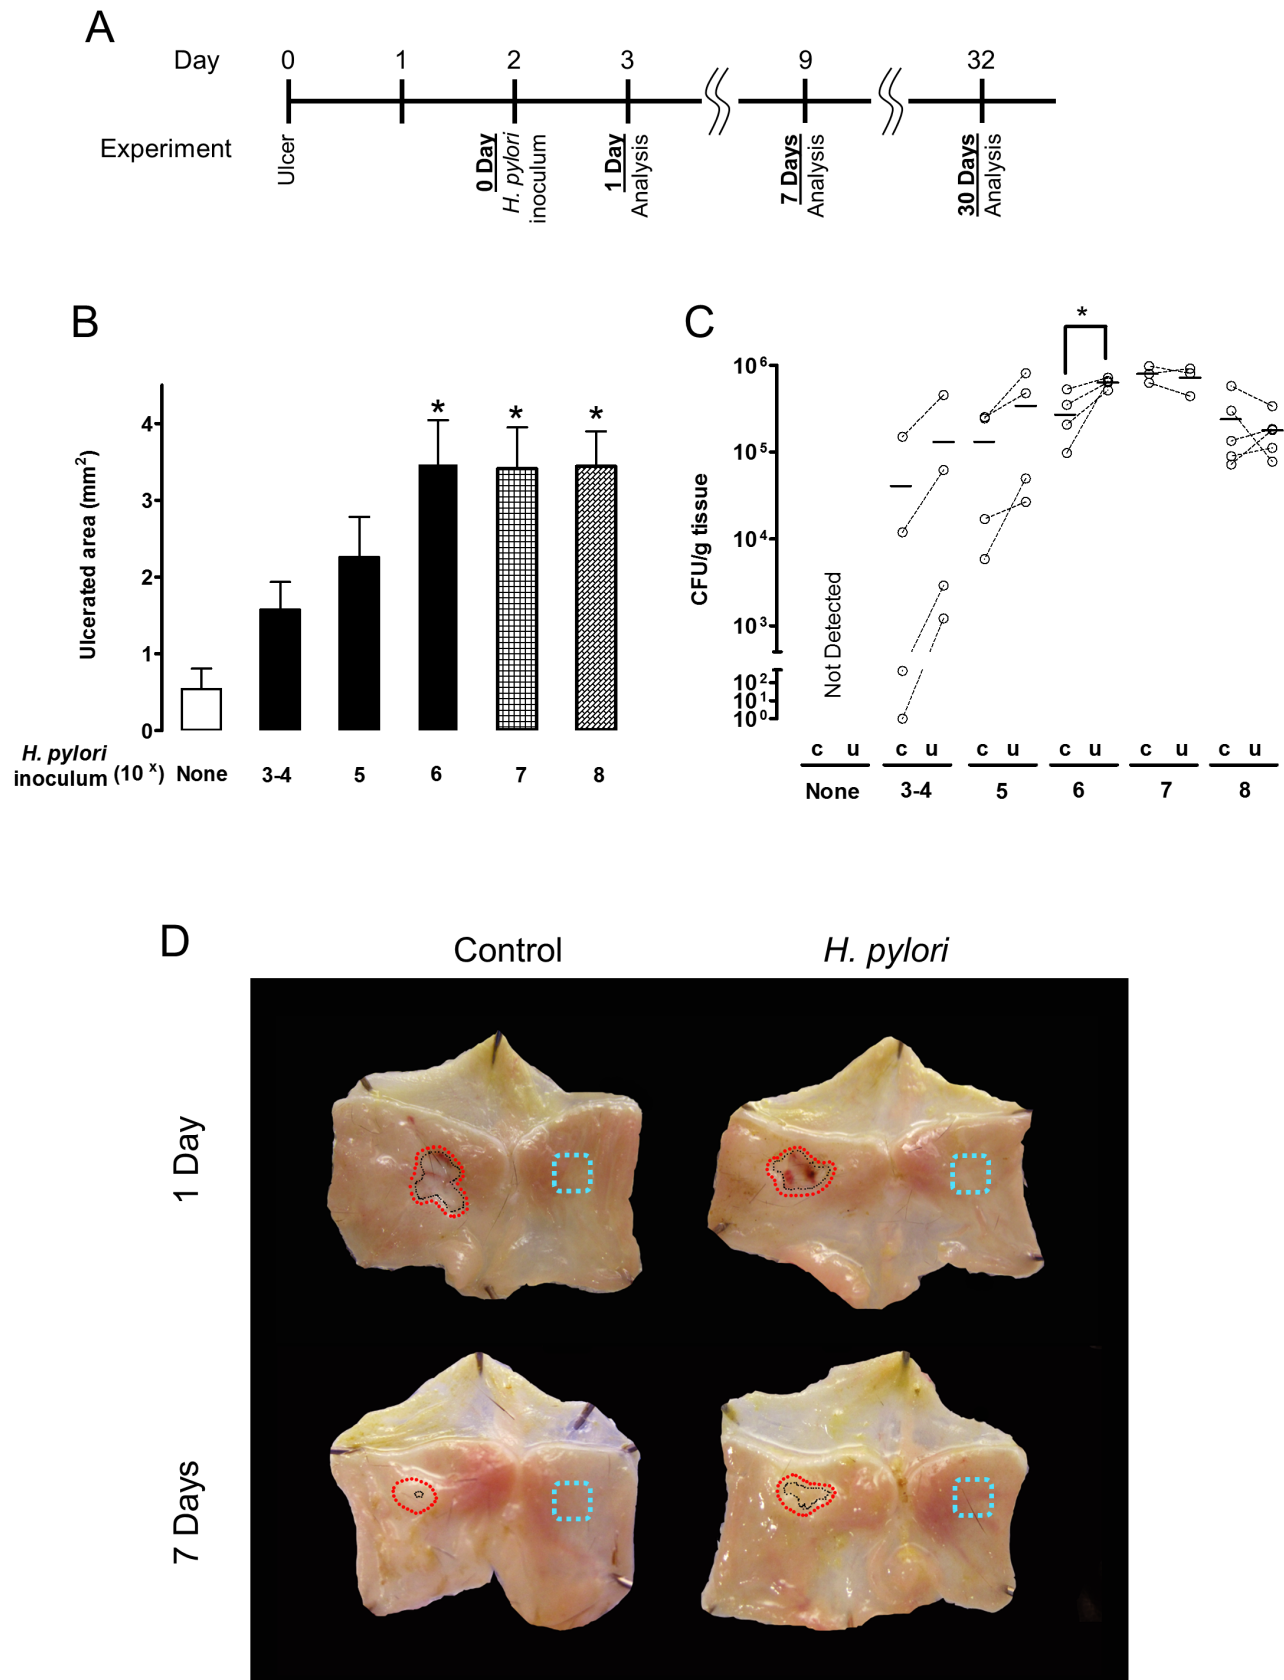 A
Day 0 1 2 3 9 32
Experiment
Ulcer
0 Day
H. pylori
inoculum
1 Day
Analysis
7 Days
Analysis
30 Days
Analysis
B
Ulcerated area (mm²)
4
3
2
1
0
* * *
H. pylori
inoculum (10 ˣ) None 3-4 5 6 7 8
C
*
CFU/g tissue
10⁶
10⁵
10⁴
10³
10²
10¹
10⁰
Not Detected
c u c u c u c u c u c u
None 3-4 5 6 7 8
D
Control H. pylori
1 Day
7 Days